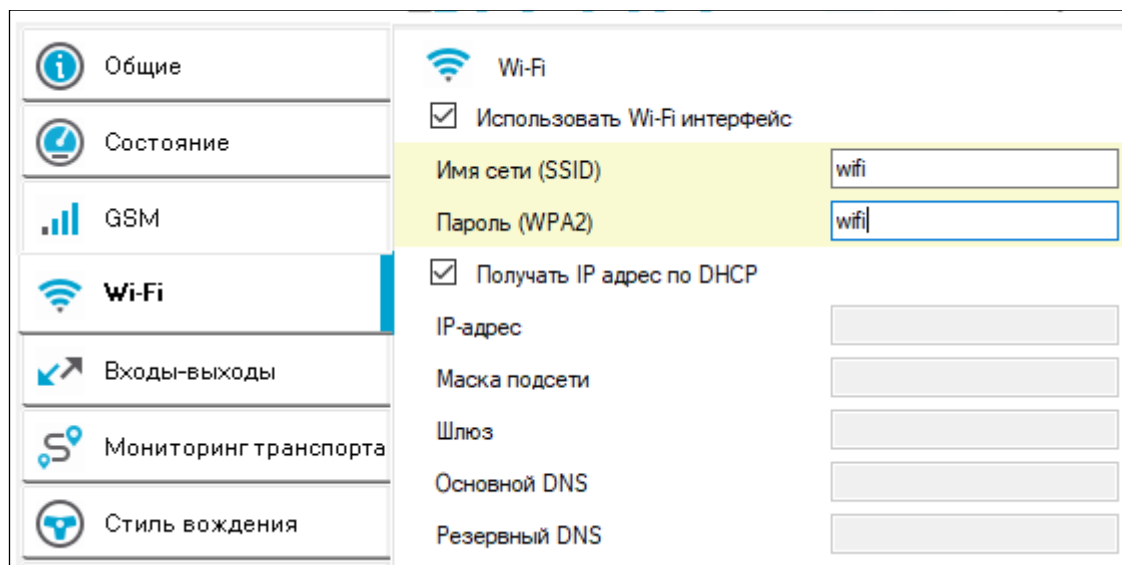 Общие
Состояние
GSM
Wi-Fi
Входы-выходы
Мониторинг транспорта
Стиль вождения
Wi-Fi
Использовать Wi-Fi интерфейс
Имя сети (SSID) wifi
Пароль (WPA2) wifi
Получать IP адрес по DHCP
IP-адрес
Маска подсети
Шлюз
Основной DNS
Резервный DNS